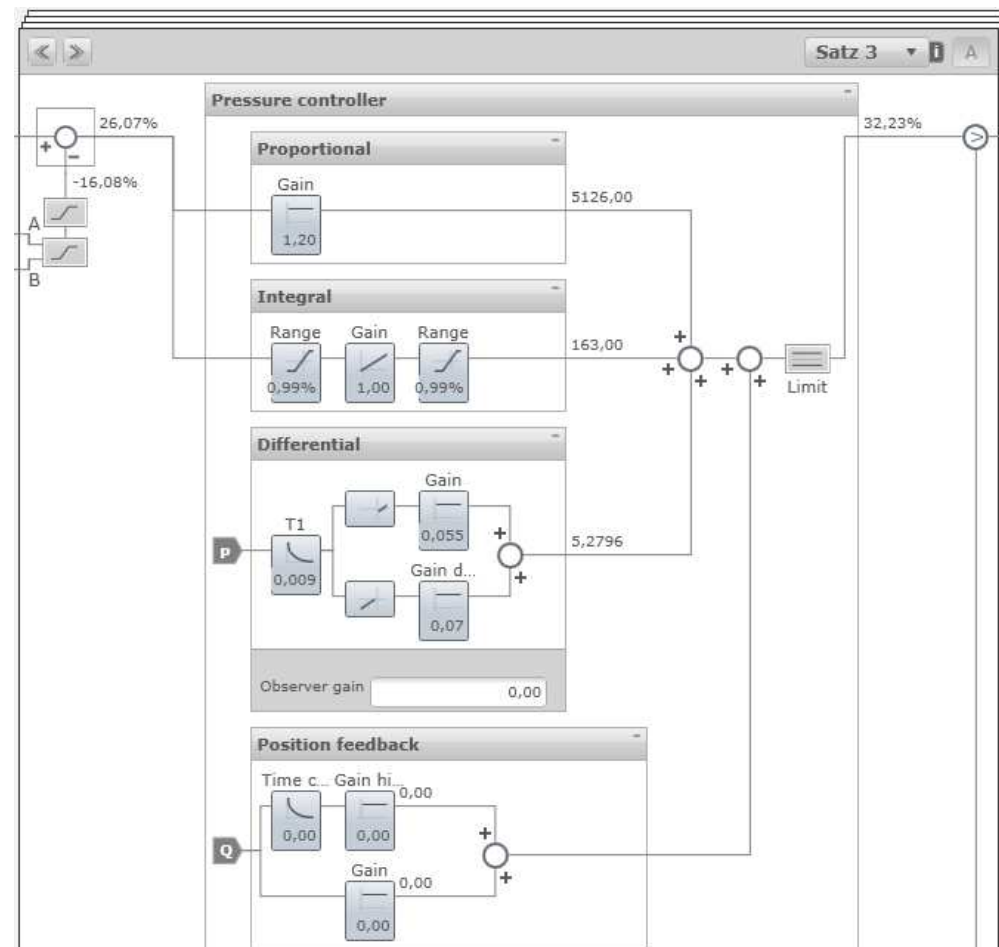 Satz 3
i
A
Pressure controller
26,07%
32,23%
+
−
>
-16,08%
A
B
Proportional
Gain
1,20
5126,00
Integral
Range Gain Range
0,99% 1,00 0,99%
163,00
+
+ +
+ +
Limit
Differential
Gain
0,055
T1
0,009
p
+
+
5,2796
Gain d...
0,07
Observer gain 0,00
Position feedback
Time c... Gain hi...
0,00
0,00 0,00
Q
+
+
Gain
0,00
0,00